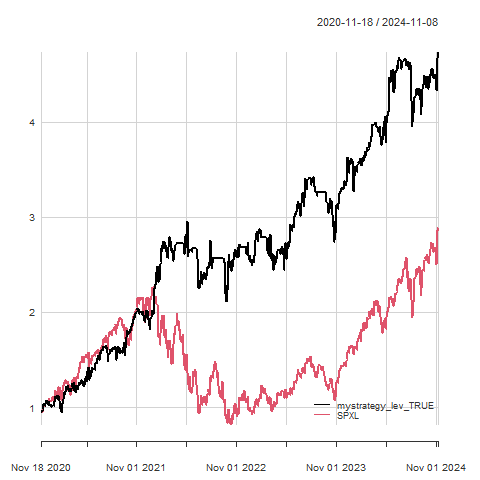 2020-11-18 / 2024-11-08
4
3
2
1
mystrategy_lev_TRUE
SPXL
Nov 18 2020
Nov 01 2021
Nov 01 2022
Nov 01 2023
Nov 01 2024